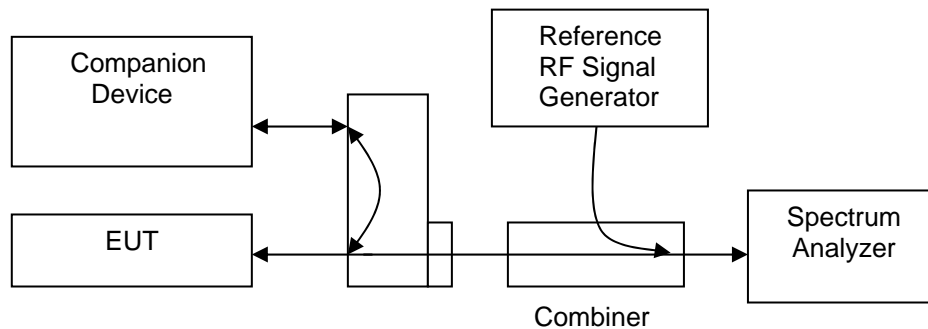 Companion
Device
Reference
RF Signal
Generator
EUT
Spectrum
Analyzer
Combiner